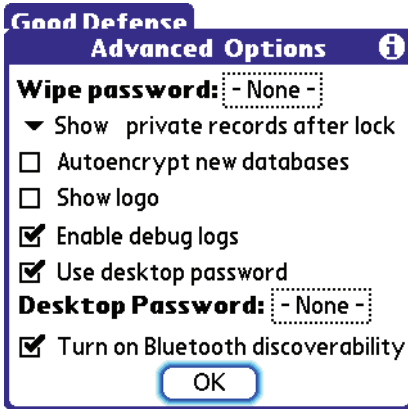 Good Defense
Advanced Options i
Wipe password: - None -
Show private records after lock
Autoencrypt new databases
Show logo
Enable debug logs
Use desktop password
Desktop Password: - None -
Turn on Bluetooth discoverability
OK